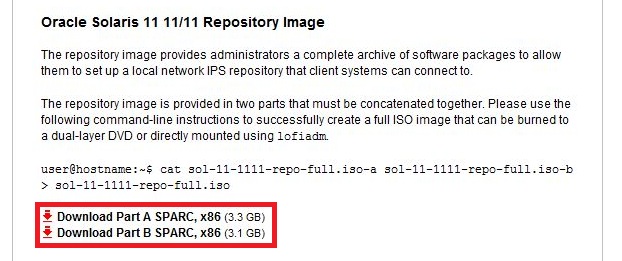 Oracle Solaris 11 11/11 Repository Image
The repository image provides administrators a complete archive of software packages to allow
them to set up a local network IPS repository that client systems can connect to.
The repository image is provided in two parts that must be concatenated together. Please use the
following command-line instructions to successfully create a full ISO image that can be burned to
a dual-layer DVD or directly mounted using lofiadm.
user@hostname:~$ cat sol-11-1111-repo-full.iso-a sol-11-1111-repo-full.iso-b
> sol-11-1111-repo-full.iso
Download Part A SPARC, x86 (3.3 GB)
Download Part B SPARC, x86 (3.1 GB)